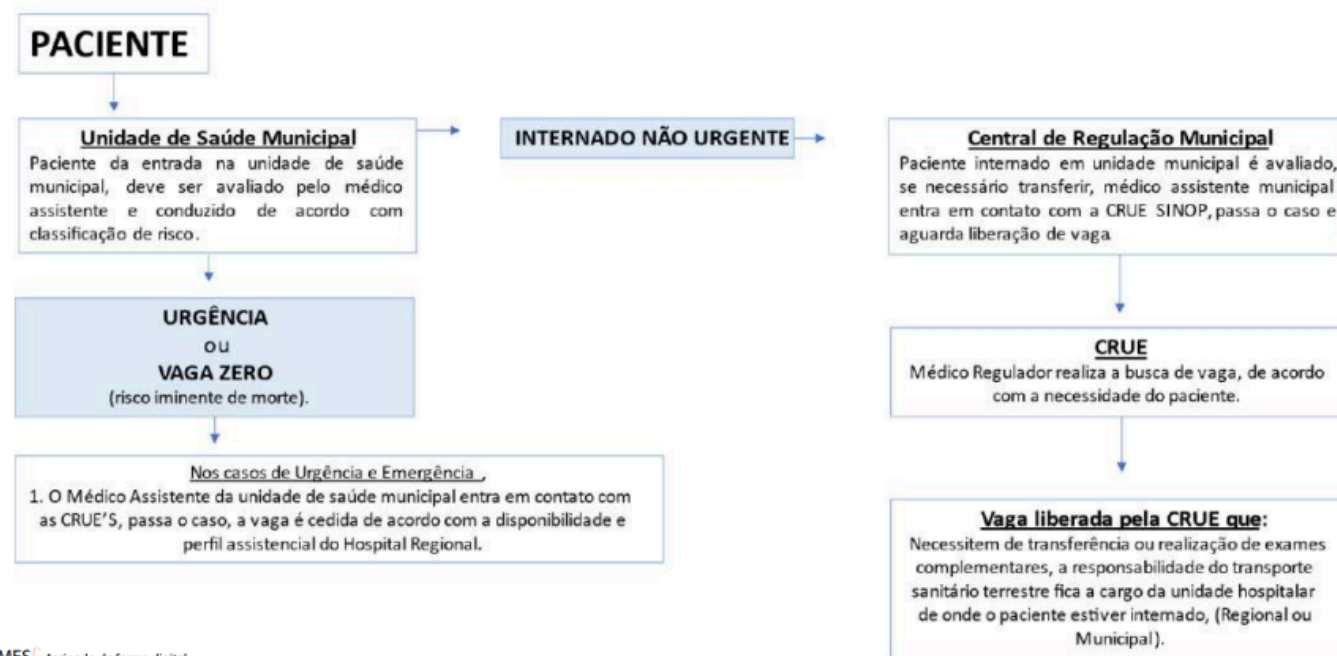 PACIENTE
Unidade de Saúde Municipal
Paciente da entrada na unidade de saúde
municipal, deve ser avaliado pelo médico
assistente e conduzido de acordo com
classificação de risco.
INTERNADO NÃO URGENTE
Central de Regulação Municipal
Paciente internado em unidade municipal é avaliado,
se necessário transferir, médico assistente municipal
entra em contato com a CRUE SINOP, passa o caso e
aguarda liberação de vaga
URGÊNCIA
ou
VAGA ZERO
(risco iminente de morte).
CRUE
Médico Regulador realiza a busca de vaga, de acordo
com a necessidade do paciente.
Nos casos de Urgência e Emergência ,
1. O Médico Assistente da unidade de saúde municipal entra em contato com
as CRUE'S, passa o caso, a vaga é cedida de acordo com a disponibilidade e
perfil assistencial do Hospital Regional.
Vaga liberada pela CRUE que:
Necessitem de transferência ou realização de exames
complementares, a responsabilidade do transporte
sanitário terrestre fica a cargo da unidade hospitalar
de onde o paciente estiver internado, (Regional ou
Municipal).